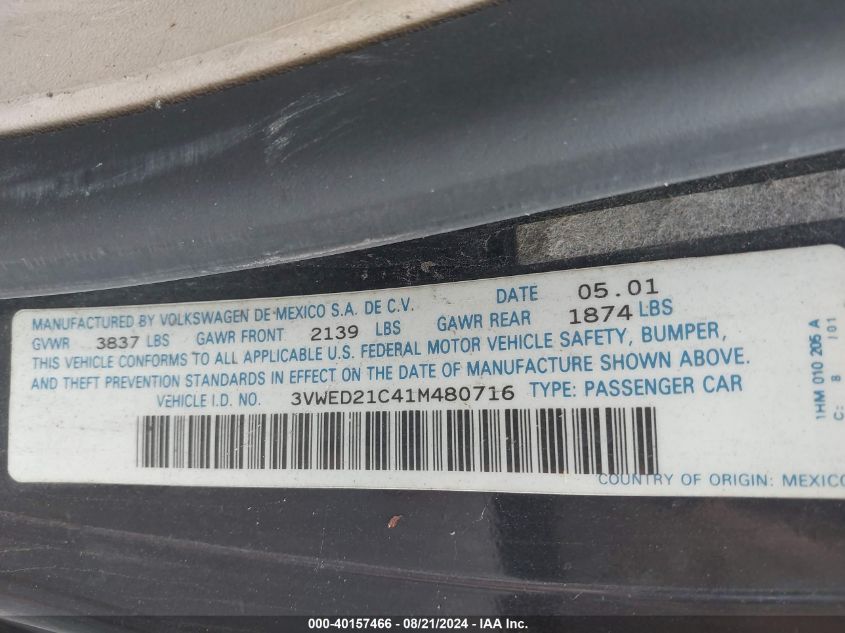 MANUFACTURED BY VOLKSWAGEN DE MEXICO S.A. DE C.V. DATE 05.01
GVWR 3837 LBS GAWR FRONT 2139 LBS GAWR REAR 1874 LBS
THIS VEHICLE CONFORMS TO ALL APPLICABLE U.S. FEDERAL MOTOR VEHICLE SAFETY, BUMPER,
AND THEFT PREVENTION STANDARDS IN EFFECT ON THE DATE OF MANUFACTURE SHOWN ABOVE.
VEHICLE I.D. NO. 3VWED21C41M480716 TYPE: PASSENGER CAR
COUNTRY OF ORIGIN: MEXICO
1HM 010 205 A
C: 8 /01
000-40157466 - 08/21/2024 - IAA Inc.